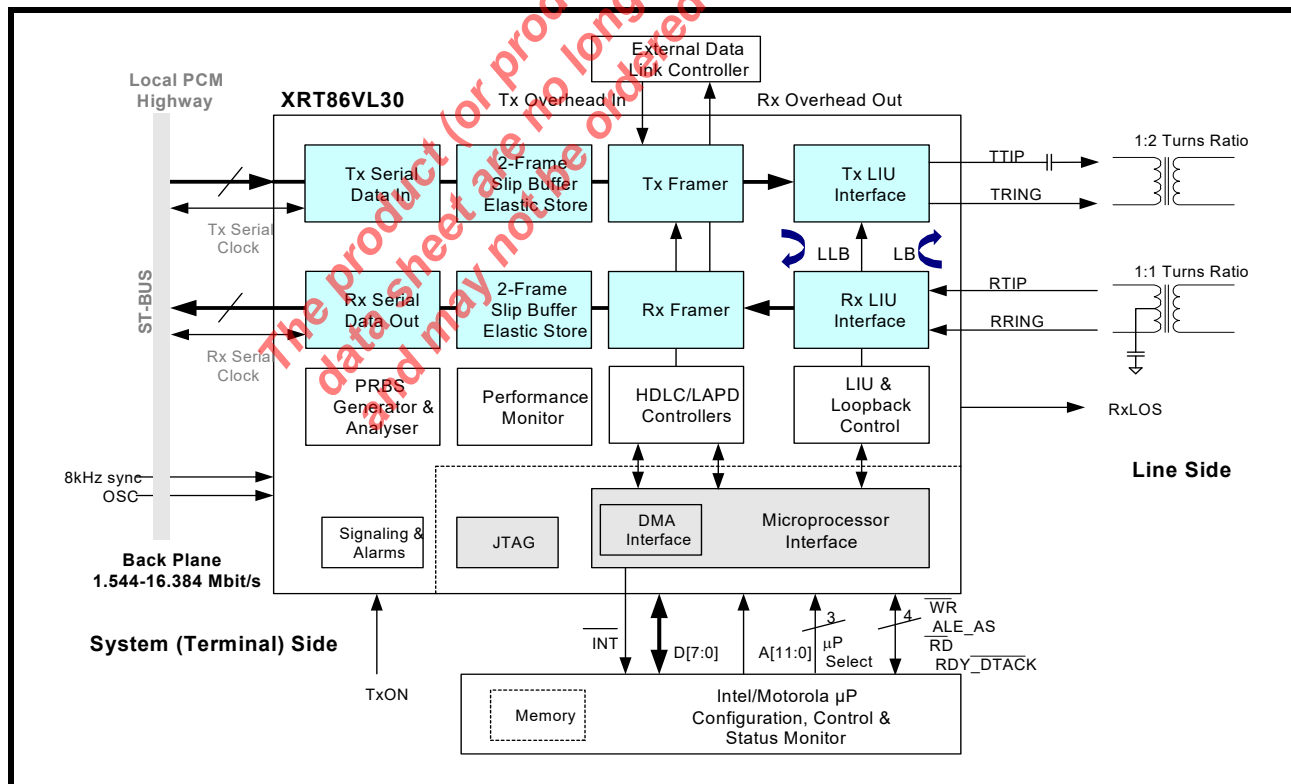 External Data
Link Controller
Local PCM
Highway
XRT86VL30
Tx Overhead In
Rx Overhead Out
Tx Serial
Data In
2-Frame
Slip Buffer
Elastic Store
Tx Framer
Tx LIU
Interface
TTIP
TRING
1:2 Turns Ratio
Tx Serial
Clock
LLB
LB
ST-BUS
Rx Serial
Data Out
2-Frame
Slip Buffer
Elastic Store
Rx Framer
Rx LIU
Interface
RTIP
RRING
1:1 Turns Ratio
Rx Serial
Clock
PRBS
Generator &
Analyser
Performance
Monitor
HDLC/LAPD
Controllers
LIU &
Loopback
Control
RxLOS
8kHz sync
OSC
Line Side
Signaling &
Alarms
JTAG
DMA
Interface
Microprocessor
Interface
Back Plane
1.544-16.384 Mbit/s
System (Terminal) Side
TxON
INT
D[7:0]
A[11:0]
3
µP
Select
4
WR
ALE_AS
RD
RDY_DTACK
Memory
Intel/Motorola µP
Configuration, Control &
Status Monitor
The product (or prod
data sheet are no long
and may not be ordered